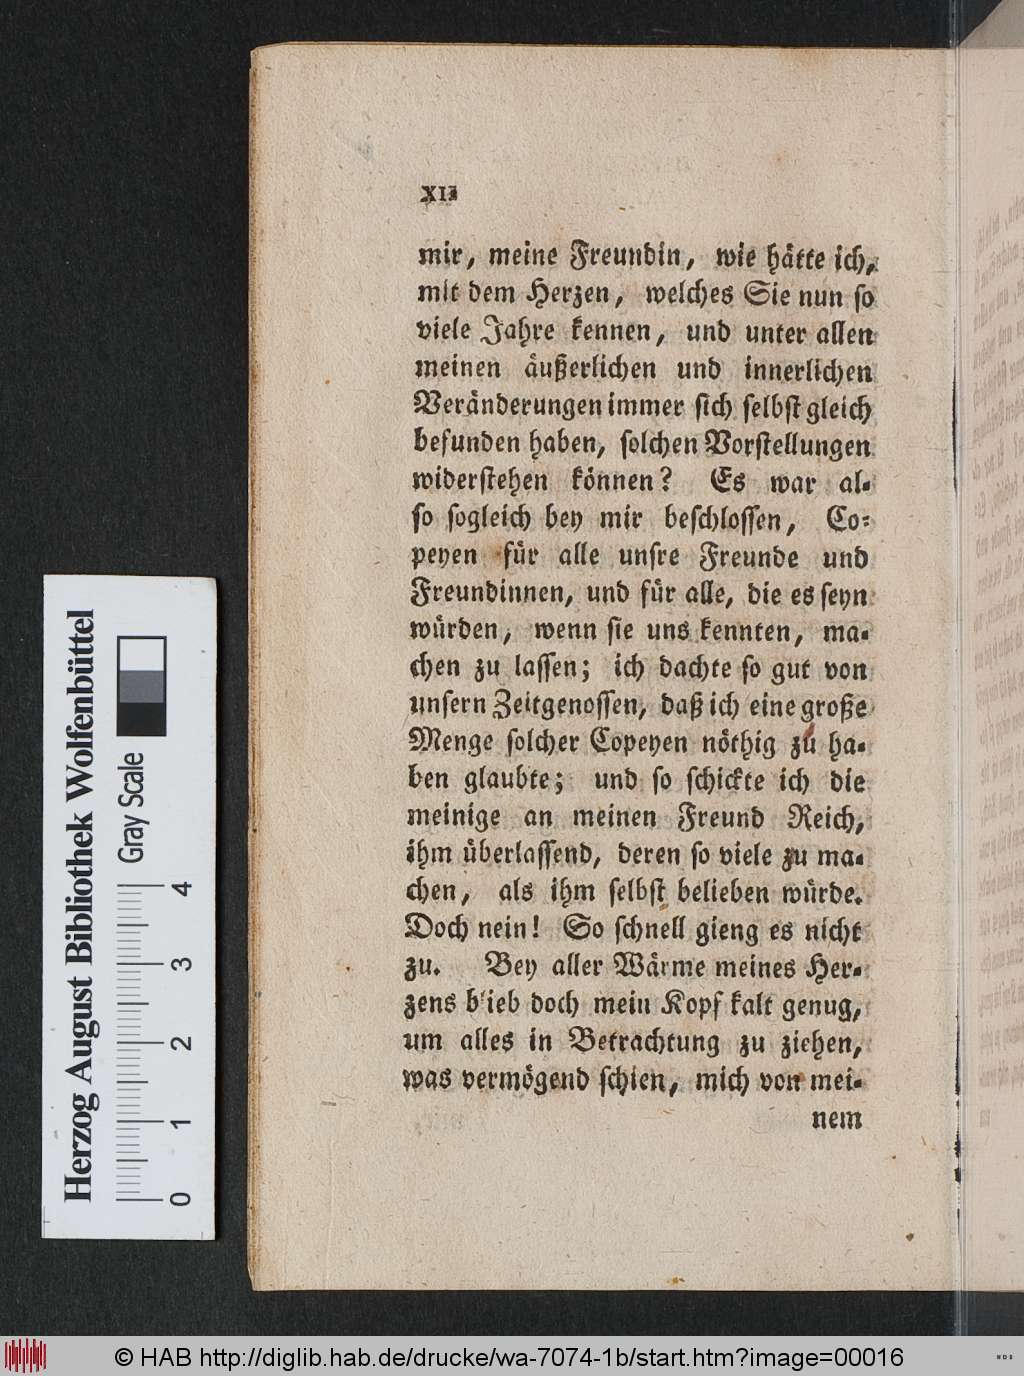 XII
mir, meine Freundin, wie hätte ich,
mit dem Herzen, welches Sie nun so
viele Jahre kennen, und unter allen
meinen äußerlichen und innerlichen
Veränderungen immer sich selbst gleich
befunden haben, solchen Vorstellungen
widerstehen können? Es war al-
so sogleich bey mir beschlossen, Co-
peyen für alle unsre Freunde und
Freundinnen, und für alle, die es seyn
würden, wenn sie uns kennten, ma-
chen zu lassen; ich dachte so gut von
unsern Zeitgenossen, daß ich eine große
Menge solcher Copeyen nöthig zu ha-
ben glaubte; und so schickte ich die
meinige an meinen Freund Reich,
ihm überlassend, deren so viele zu ma-
chen, als ihm selbst belieben würde.
Doch nein! So schnell gieng es nicht
zu. Bey aller Wärme meines Her-
zens blieb doch mein Kopf kalt genug,
um alles in Betrachtung zu ziehen,
was vermögend schien, mich von mei-
nem
Herzog August Bibliothek Wolfenbüttel
Gray Scale
0 1 2 3 4
© HAB http://diglib.hab.de/drucke/wa-7074-1b/start.htm?image=00016